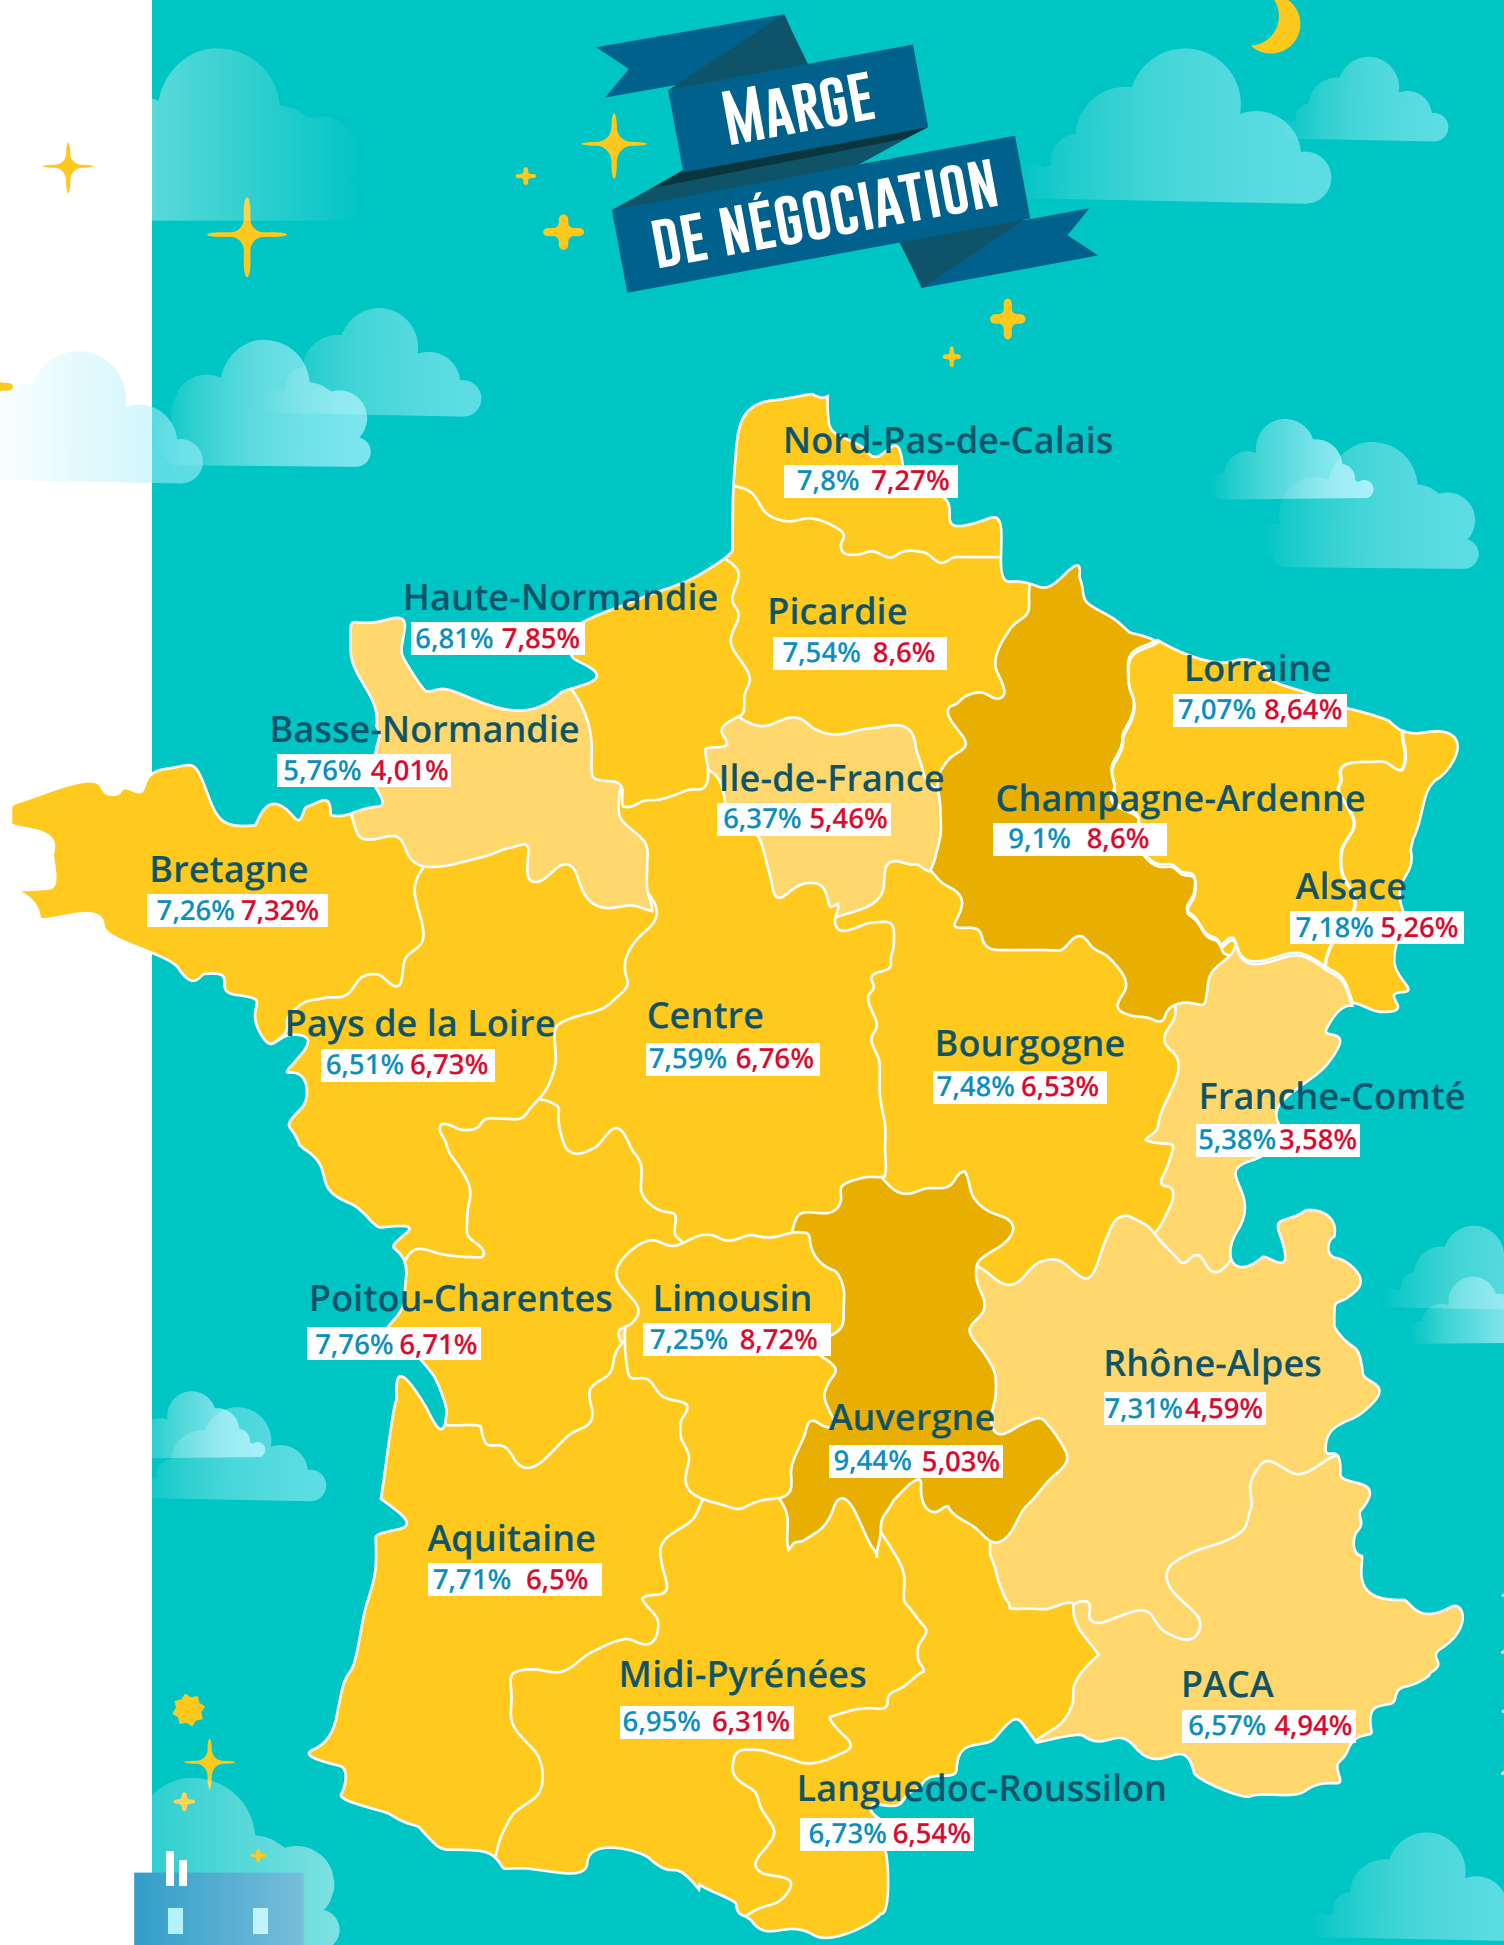 MARGE
DE NÉGOCIATION
Nord-Pas-de-Calais
7,8% 7,27%
Haute-Normandie
6,81% 7,85%
Picardie
7,54% 8,6%
Lorraine
7,07% 8,64%
Basse-Normandie
5,76% 4,01%
Ile-de-France
6,37% 5,46%
Champagne-Ardenne
9,1% 8,6%
Bretagne
7,26% 7,32%
Alsace
7,18% 5,26%
Pays de la Loire
6,51% 6,73%
Centre
7,59% 6,76%
Bourgogne
7,48% 6,53%
Franche-Comté
5,38% 3,58%
Poitou-Charentes
7,76% 6,71%
Limousin
7,25% 8,72%
Rhône-Alpes
7,31% 4,59%
Auvergne
9,44% 5,03%
Aquitaine
7,71% 6,5%
Midi-Pyrénées
6,95% 6,31%
PACA
6,57% 4,94%
Languedoc-Roussilon
6,73% 6,54%